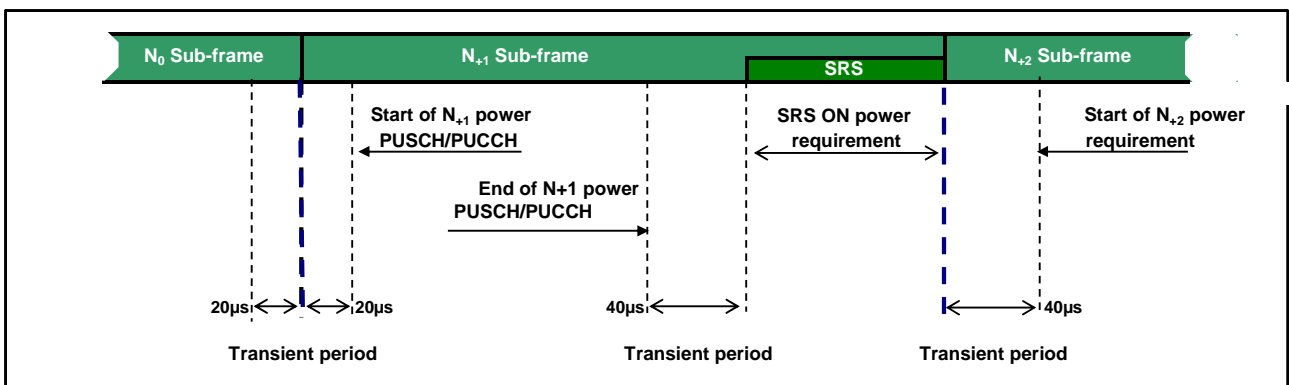 N0 Sub-frame
N+1 Sub-frame
SRS
N+2 Sub-frame
Start of N+1 power
PUSCH/PUCCH
SRS ON power
requirement
Start of N+2 power
requirement
End of N+1 power
PUSCH/PUCCH
20µs
20µs
40µs
40µs
Transient period
Transient period
Transient period